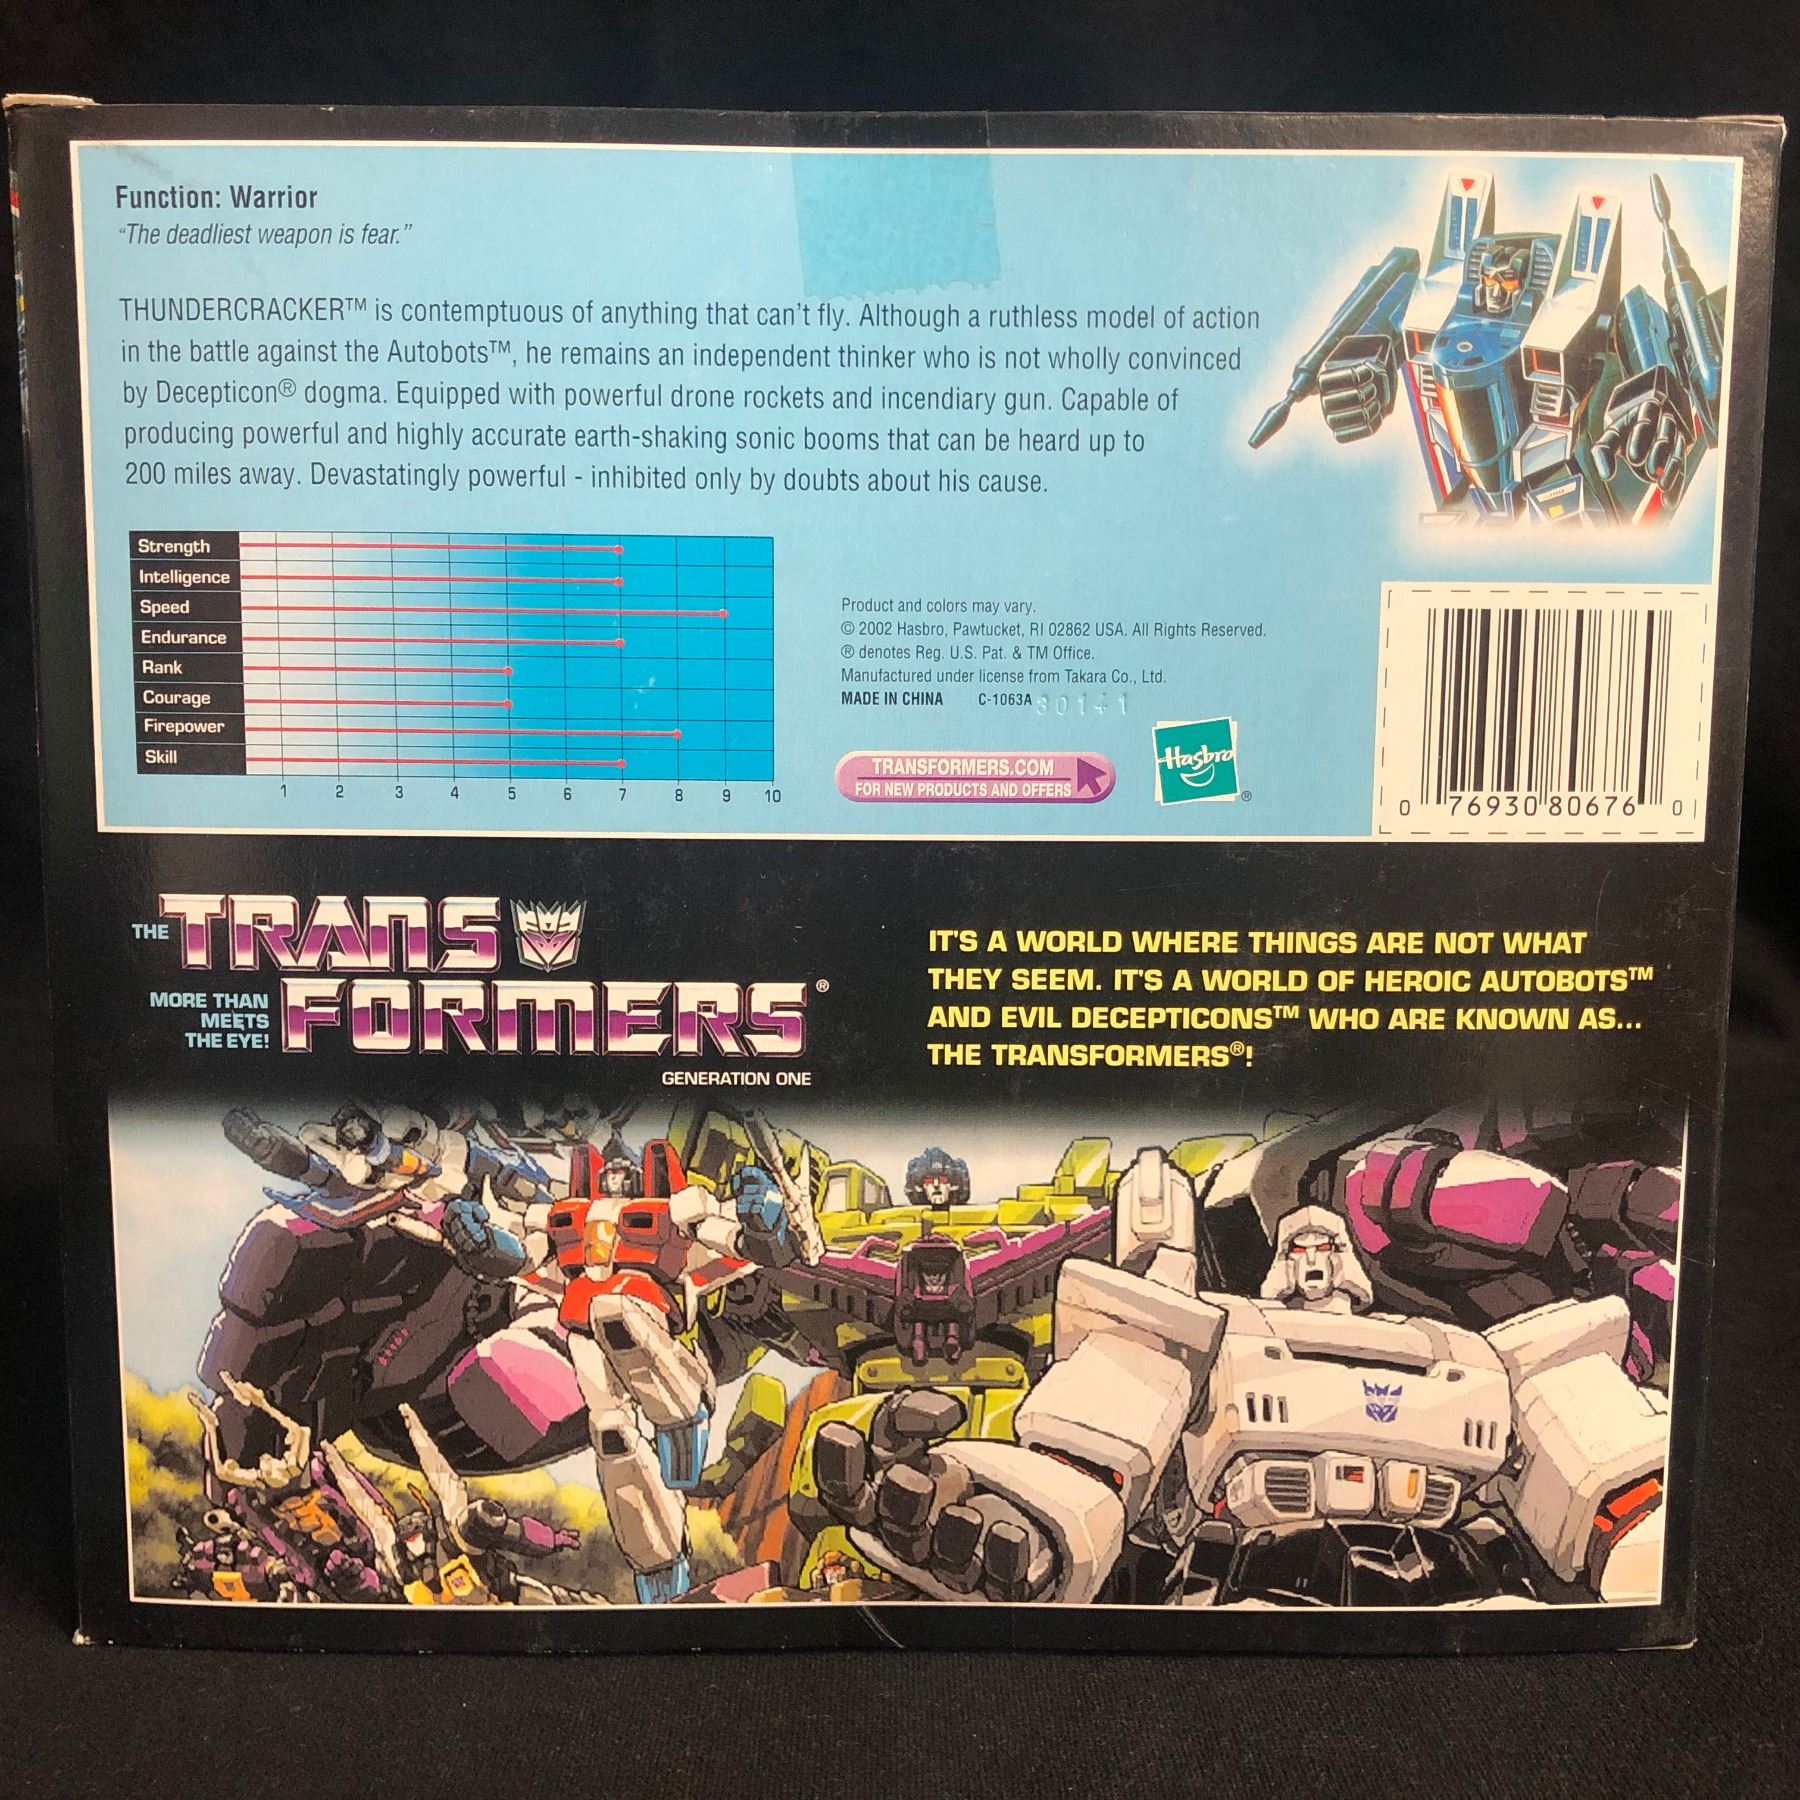 Function: Warrior
“The deadliest weapon is fear.”
THUNDERCRACKER™ is contemptuous of anything that can't fly. Although a ruthless model of action
in the battle against the Autobots™, he remains an independent thinker who is not wholly convinced
by Decepticon® dogma. Equipped with powerful drone rockets and incendiary gun. Capable of
producing powerful and highly accurate earth-shaking sonic booms that can be heard up to
200 miles away. Devastatingly powerful - inhibited only by doubts about his cause.
Strength
Intelligence
Speed
Endurance
Rank
Courage
Firepower
Skill
1 2 3 4 5 6 7 8 9 10
Product and colors may vary.
© 2002 Hasbro, Pawtucket, RI 02862 USA. All Rights Reserved.
® denotes Reg. U.S. Pat. & TM Office.
Manufactured under license from Takara Co., Ltd.
MADE IN CHINA C-1063A 30141
TRANSFORMERS.COM
FOR NEW PRODUCTS AND OFFERS
Hasbro®
0 76930 80676 0
THE TRANS
MORE THAN
MEETS
THE EYE!
FORMERS®
GENERATION ONE
IT'S A WORLD WHERE THINGS ARE NOT WHAT
THEY SEEM. IT'S A WORLD OF HEROIC AUTOBOTS™
AND EVIL DECEPTICONS™ WHO ARE KNOWN AS...
THE TRANSFORMERS®!